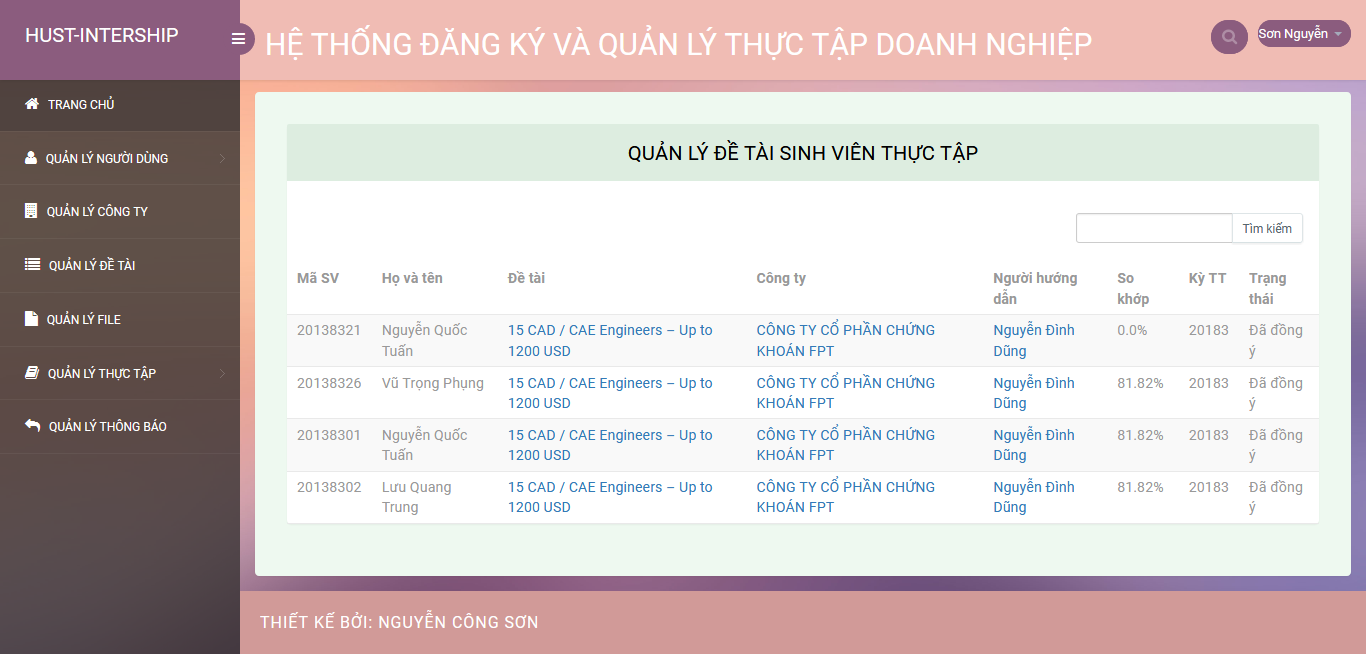 HUST-INTERSHIP
HỆ THỐNG ĐĂNG KÝ VÀ QUẢN LÝ THỰC TẬP DOANH NGHIỆP
Sơn Nguyễn
TRANG CHỦ
QUẢN LÝ NGƯỜI DÙNG
QUẢN LÝ CÔNG TY
QUẢN LÝ ĐỀ TÀI
QUẢN LÝ FILE
QUẢN LÝ THỰC TẬP
QUẢN LÝ THÔNG BÁO
QUẢN LÝ ĐỀ TÀI SINH VIÊN THỰC TẬP
Tìm kiếm
Mã SV Họ và tên Đề tài Công ty Người hướng So Kỳ TT Trạng
dẫn khớp thái
20138321 Nguyễn Quốc 15 CAD / CAE Engineers – Up to CÔNG TY CỔ PHẦN CHỨNG Nguyễn Đình 0.0% 20183 Đã đồng
Tuấn 1200 USD KHOÁN FPT Dũng ý
20138326 Vũ Trọng Phụng 15 CAD / CAE Engineers – Up to CÔNG TY CỔ PHẦN CHỨNG Nguyễn Đình 81.82% 20183 Đã đồng
1200 USD KHOÁN FPT Dũng ý
20138301 Nguyễn Quốc 15 CAD / CAE Engineers – Up to CÔNG TY CỔ PHẦN CHỨNG Nguyễn Đình 81.82% 20183 Đã đồng
Tuấn 1200 USD KHOÁN FPT Dũng ý
20138302 Lưu Quang 15 CAD / CAE Engineers – Up to CÔNG TY CỔ PHẦN CHỨNG Nguyễn Đình 81.82% 20183 Đã đồng
Trung 1200 USD KHOÁN FPT Dũng ý
THIẾT KẾ BỞI: NGUYỄN CÔNG SƠN